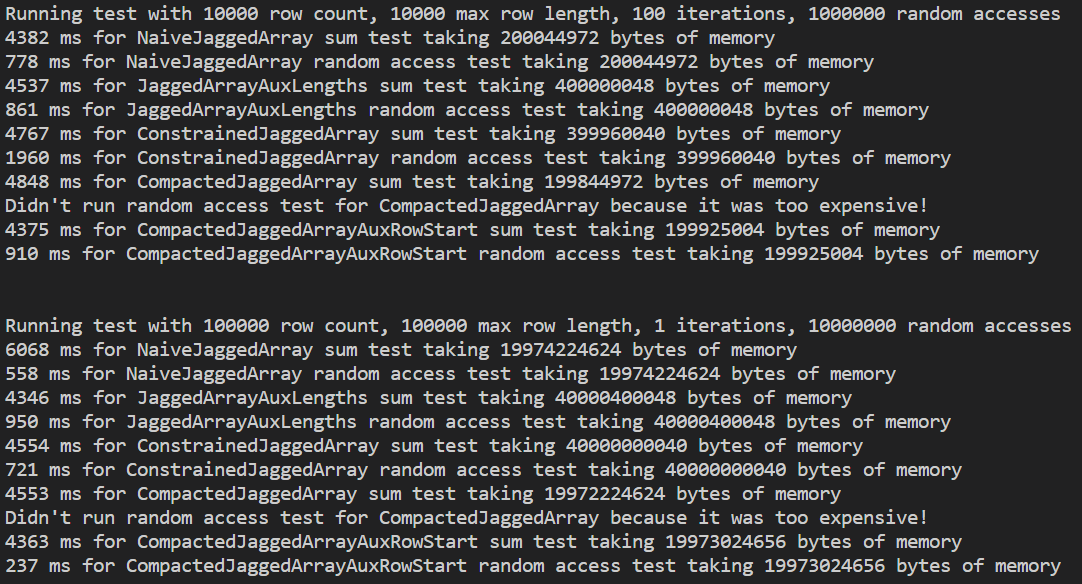 Running test with 10000 row count, 10000 max row length, 100 iterations, 1000000 random accesses
4382 ms for NaiveJaggedArray sum test taking 200044972 bytes of memory
778 ms for NaiveJaggedArray random access test taking 200044972 bytes of memory
4537 ms for JaggedArrayAuxLengths sum test taking 400000048 bytes of memory
861 ms for JaggedArrayAuxLengths random access test taking 400000048 bytes of memory
4767 ms for ConstrainedJaggedArray sum test taking 399960040 bytes of memory
1960 ms for ConstrainedJaggedArray random access test taking 399960040 bytes of memory
4848 ms for CompactedJaggedArray sum test taking 199844972 bytes of memory
Didn't run random access test for CompactedJaggedArray because it was too expensive!
4375 ms for CompactedJaggedArrayAuxRowStart sum test taking 199925004 bytes of memory
910 ms for CompactedJaggedArrayAuxRowStart random access test taking 199925004 bytes of memory
Running test with 100000 row count, 100000 max row length, 1 iterations, 10000000 random accesses
6068 ms for NaiveJaggedArray sum test taking 19974224624 bytes of memory
558 ms for NaiveJaggedArray random access test taking 19974224624 bytes of memory
4346 ms for JaggedArrayAuxLengths sum test taking 40000400048 bytes of memory
950 ms for JaggedArrayAuxLengths random access test taking 40000400048 bytes of memory
4554 ms for ConstrainedJaggedArray sum test taking 40000000040 bytes of memory
721 ms for ConstrainedJaggedArray random access test taking 40000000040 bytes of memory
4553 ms for CompactedJaggedArray sum test taking 19972224624 bytes of memory
Didn't run random access test for CompactedJaggedArray because it was too expensive!
4363 ms for CompactedJaggedArrayAuxRowStart sum test taking 19973024656 bytes of memory
237 ms for CompactedJaggedArrayAuxRowStart random access test taking 19973024656 bytes of memory